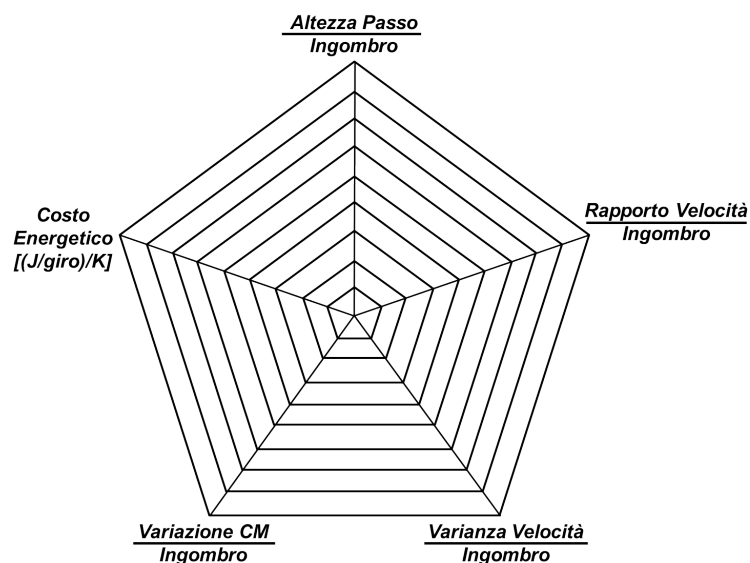 Altezza Passo
Ingombro
Rapporto Velocità
Ingombro
Costo
Energetico
[(J/giro)/K]
Variazione CM
Ingombro
Varianza Velocità
Ingombro